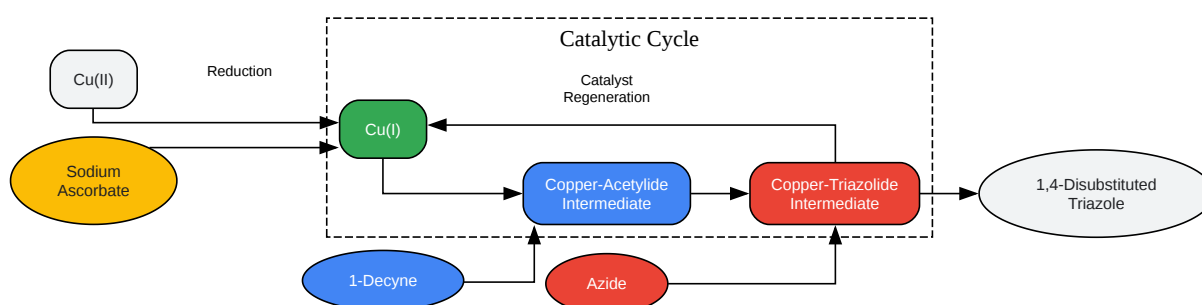 Catalytic Cycle
Cu(II)
Reduction
Catalyst
Regeneration
Cu(I)
Sodium
Ascorbate
Copper-Acetylide
Intermediate
Copper-Triazolide
Intermediate
1,4-Disubstituted
Triazole
1-Decyne
Azide